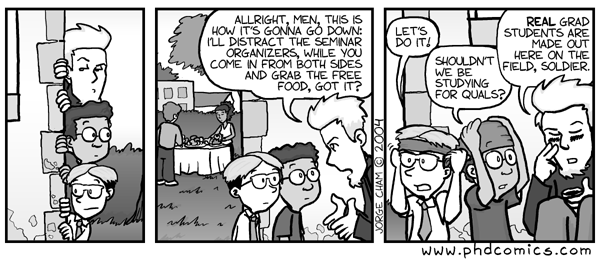 ALLRIGHT, MEN, THIS IS
HOW IT'S GONNA GO DOWN:
I'LL DISTRACT THE SEMINAR
ORGANIZERS, WHILE YOU
COME IN FROM BOTH SIDES
AND GRAB THE FREE
FOOD, GOT IT?
JORGE CHAM © 2004
LET'S
DO IT!
SHOULDN'T
WE BE
STUDYING
FOR QUALS?
REAL GRAD
STUDENTS ARE
MADE OUT
HERE ON THE
FIELD, SOLDIER.
www.phdcomics.com